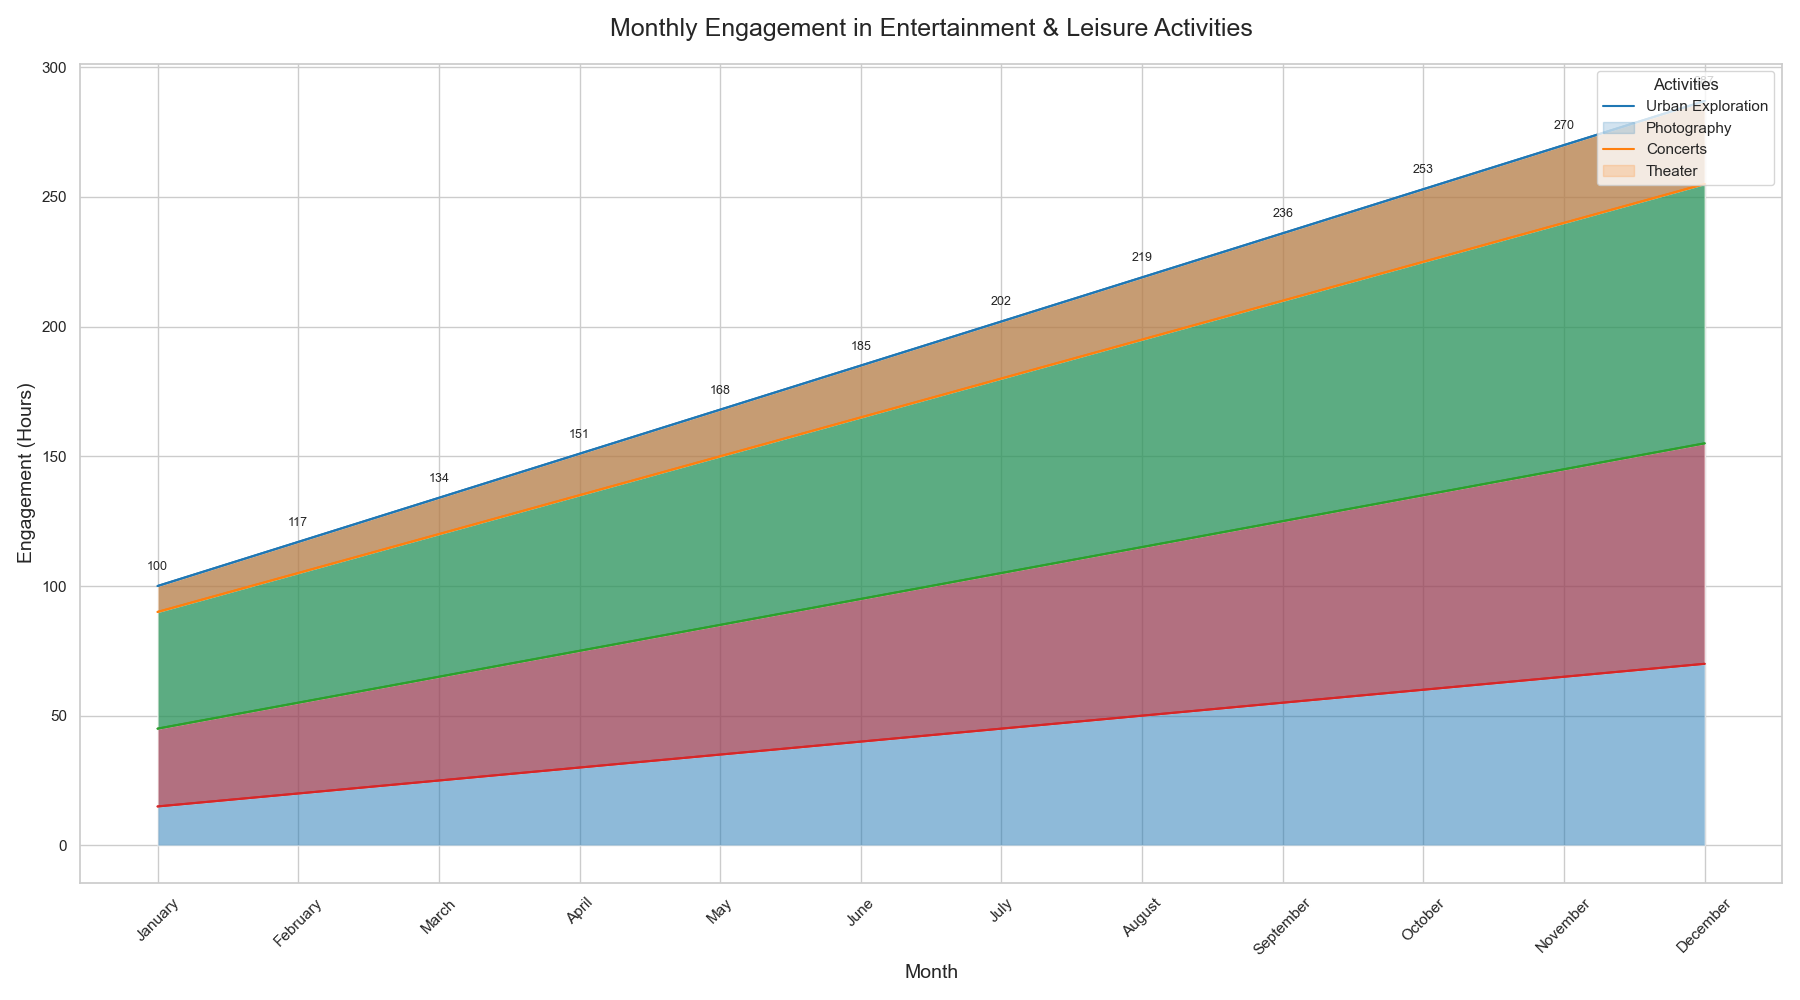 Monthly Engagement in Entertainment & Leisure Activities
Engagement (Hours)
300
250
200
150
100
50
0
100
117
134
151
168
185
202
219
236
253
270
Activities
Urban Exploration
Photography
Concerts
Theater
January
February
March
April
May
June
July
August
September
October
November
December
Month